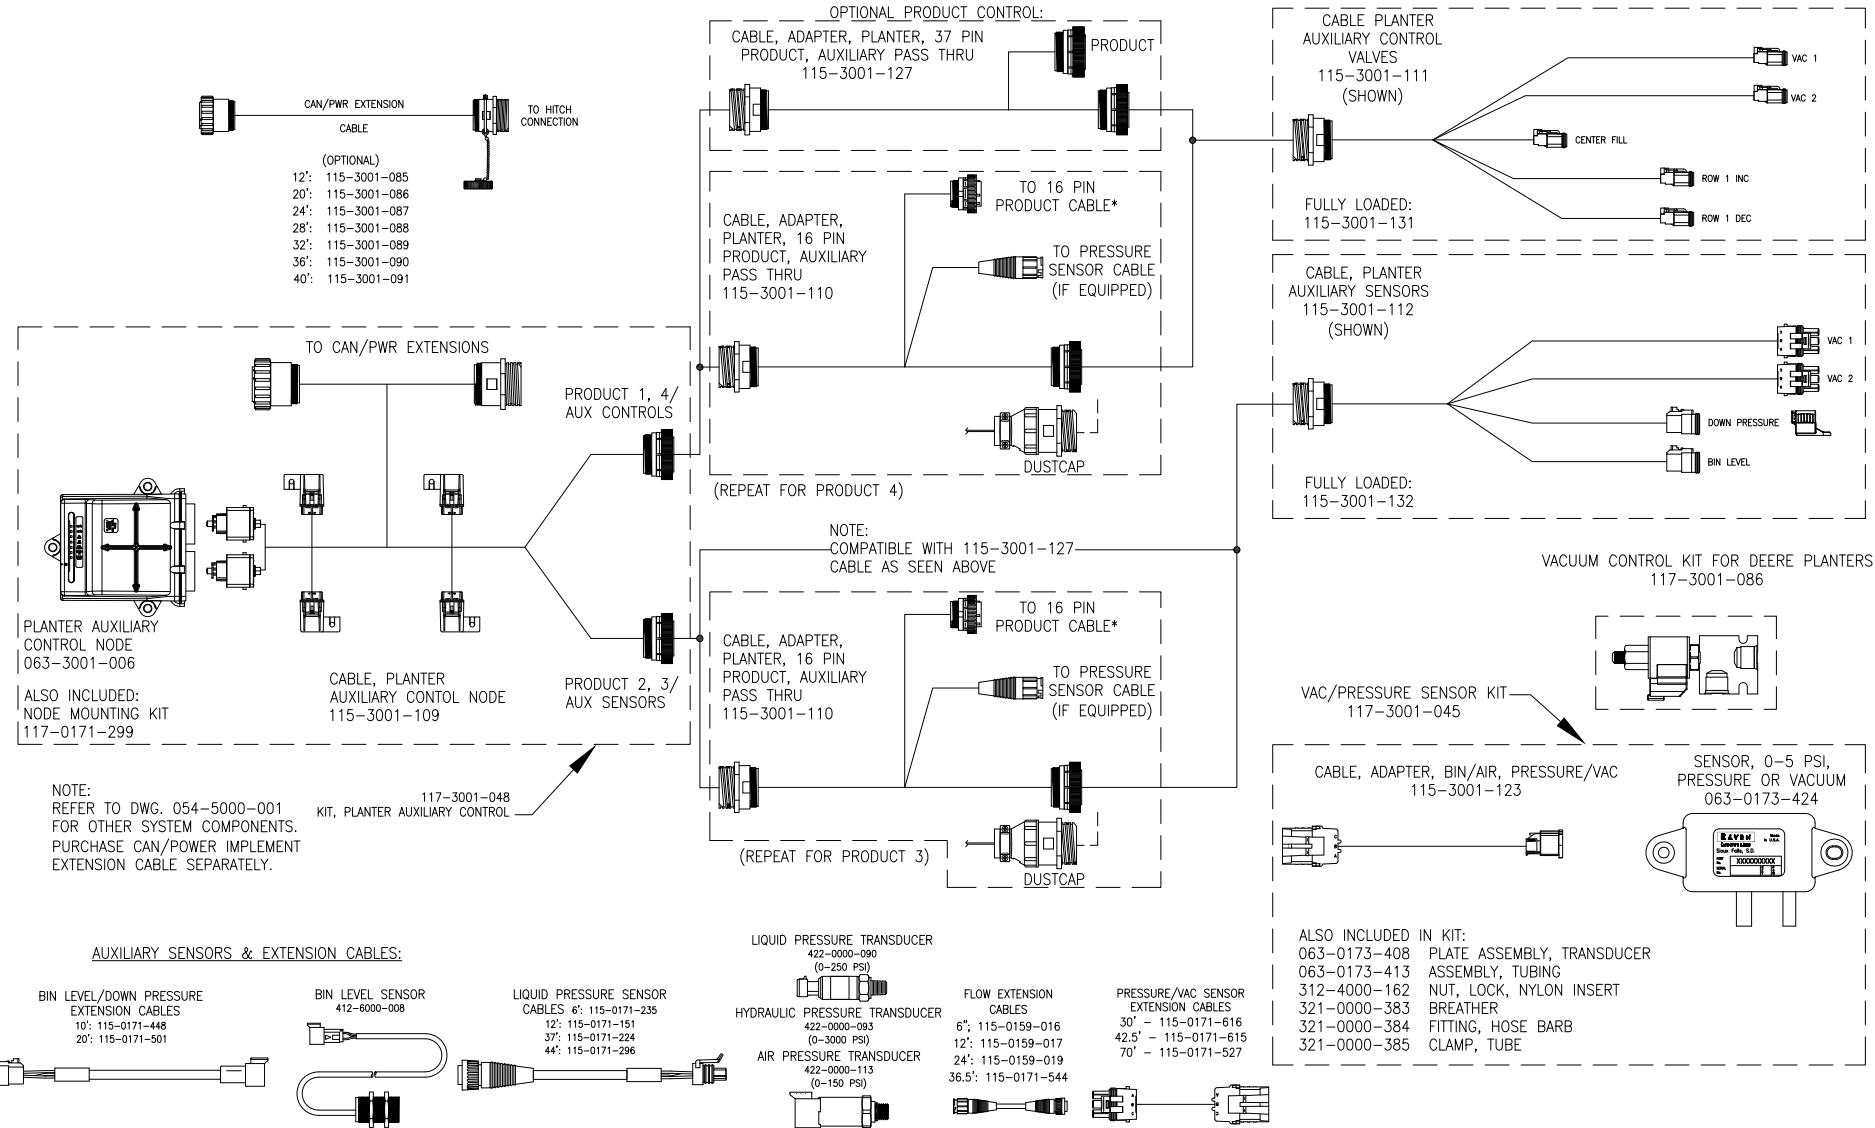 OPTIONAL PRODUCT CONTROL:
CABLE, ADAPTER, PLANTER, 37 PIN
PRODUCT, AUXILIARY PASS THRU
115-3001-127
PRODUCT
CABLE PLANTER
AUXILIARY CONTROL
VALVES
115-3001-111
(SHOWN)
VAC 1
VAC 2
CENTER FILL
ROW 1 INC
ROW 1 DEC
FULLY LOADED:
115-3001-131
CAN/PWR EXTENSION
CABLE
TO HITCH
CONNECTION
(OPTIONAL)
12': 115-3001-085
20': 115-3001-086
24': 115-3001-087
28': 115-3001-088
32': 115-3001-089
36': 115-3001-090
40': 115-3001-091
CABLE, ADAPTER,
PLANTER, 16 PIN
PRODUCT, AUXILIARY
PASS THRU
115-3001-110
TO 16 PIN
PRODUCT CABLE*
TO PRESSURE
SENSOR CABLE
(IF EQUIPPED)
DUSTCAP
(REPEAT FOR PRODUCT 4)
CABLE, PLANTER
AUXILIARY SENSORS
115-3001-112
(SHOWN)
VAC 1
VAC 2
DOWN PRESSURE
BIN LEVEL
FULLY LOADED:
115-3001-132
TO CAN/PWR EXTENSIONS
PRODUCT 1, 4/
AUX CONTROLS
PLANTER AUXILIARY
CONTROL NODE
063-3001-006
ALSO INCLUDED:
NODE MOUNTING KIT
117-0171-299
CABLE, PLANTER
AUXILIARY CONTOL NODE
115-3001-109
PRODUCT 2, 3/
AUX SENSORS
NOTE:
COMPATIBLE WITH 115-3001-127
CABLE AS SEEN ABOVE
CABLE, ADAPTER,
PLANTER, 16 PIN
PRODUCT, AUXILIARY
PASS THRU
115-3001-110
TO 16 PIN
PRODUCT CABLE*
TO PRESSURE
SENSOR CABLE
(IF EQUIPPED)
DUSTCAP
(REPEAT FOR PRODUCT 3)
VACUUM CONTROL KIT FOR DEERE PLANTERS
117-3001-086
VAC/PRESSURE SENSOR KIT
117-3001-045
NOTE:
REFER TO DWG. 054-5000-001
FOR OTHER SYSTEM COMPONENTS.
PURCHASE CAN/POWER IMPLEMENT
EXTENSION CABLE SEPARATELY.
117-3001-048
KIT, PLANTER AUXILIARY CONTROL
CABLE, ADAPTER, BIN/AIR, PRESSURE/VAC
115-3001-123
SENSOR, 0-5 PSI,
PRESSURE OR VACUUM
063-0173-424
RAVEN
Made
in U.S.A.
Sioux Falls, S.D.
XXXXXXXXXX
ALSO INCLUDED IN KIT:
063-0173-408 PLATE ASSEMBLY, TRANSDUCER
063-0173-413 ASSEMBLY, TUBING
312-4000-162 NUT, LOCK, NYLON INSERT
321-0000-383 BREATHER
321-0000-384 FITTING, HOSE BARB
321-0000-385 CLAMP, TUBE
AUXILIARY SENSORS & EXTENSION CABLES:
BIN LEVEL/DOWN PRESSURE
EXTENSION CABLES
10': 115-0171-448
20': 115-0171-501
BIN LEVEL SENSOR
412-6000-008
LIQUID PRESSURE SENSOR
CABLES 6': 115-0171-235
12': 115-0171-151
37': 115-0171-224
44': 115-0171-296
LIQUID PRESSURE TRANSDUCER
422-0000-090
(0-250 PSI)
HYDRAULIC PRESSURE TRANSDUCER
422-0000-093
(0-3000 PSI)
AIR PRESSURE TRANSDUCER
422-0000-113
(0-150 PSI)
FLOW EXTENSION
CABLES
6"; 115-0159-016
12': 115-0159-017
24': 115-0159-019
36.5': 115-0171-544
PRESSURE/VAC SENSOR
EXTENSION CABLES
30' - 115-0171-616
42.5' - 115-0171-615
70' - 115-0171-527